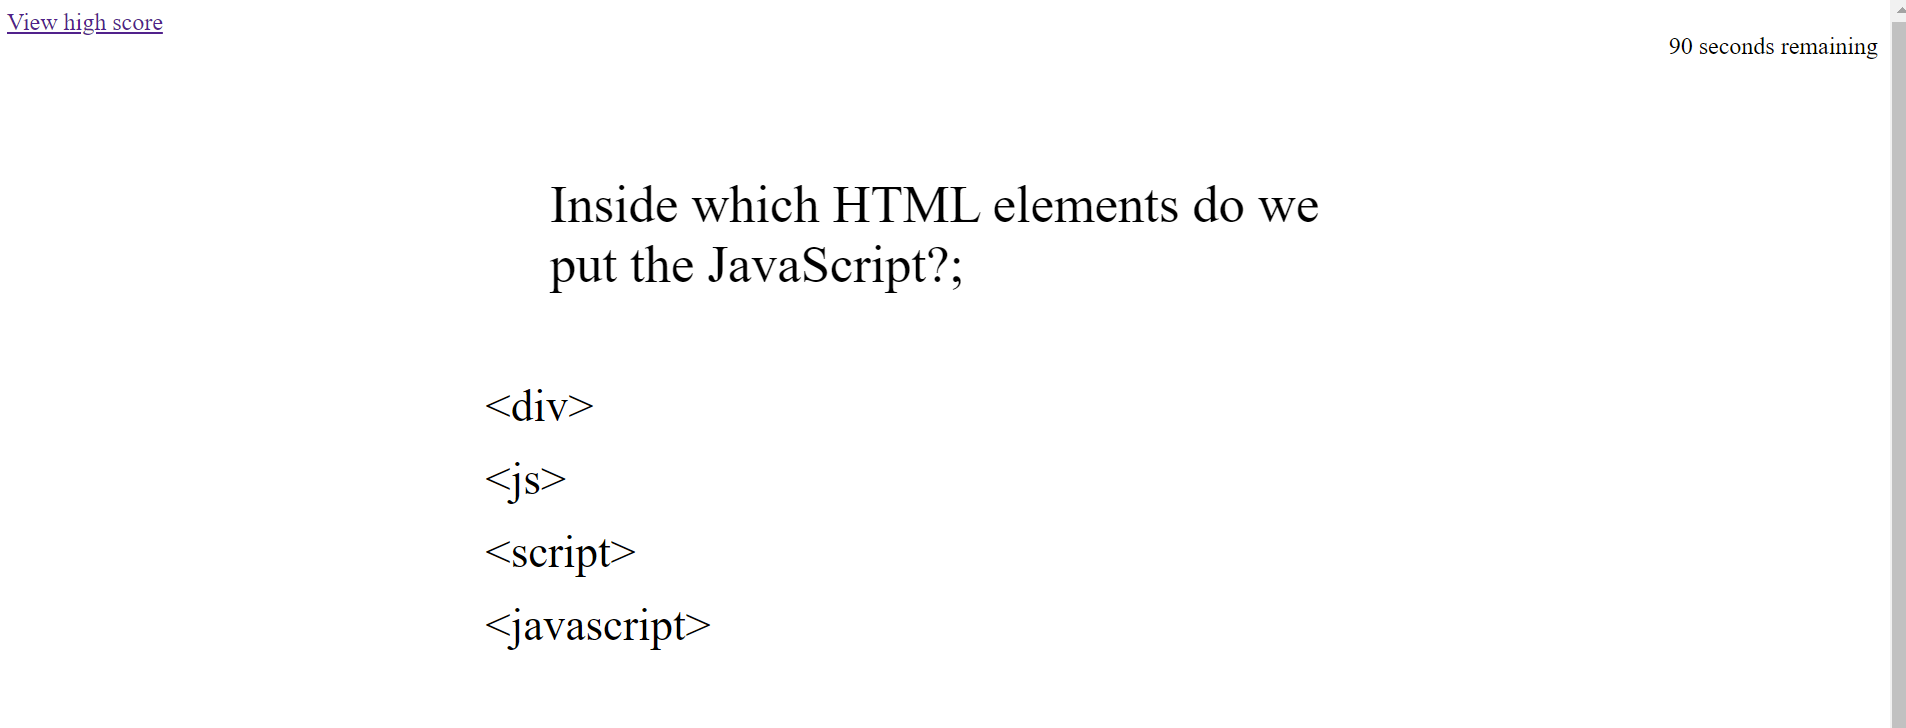 View high score
90 seconds remaining
Inside which HTML elements do we
put the JavaScript?;
<div>
<js>
<script>
<javascript>